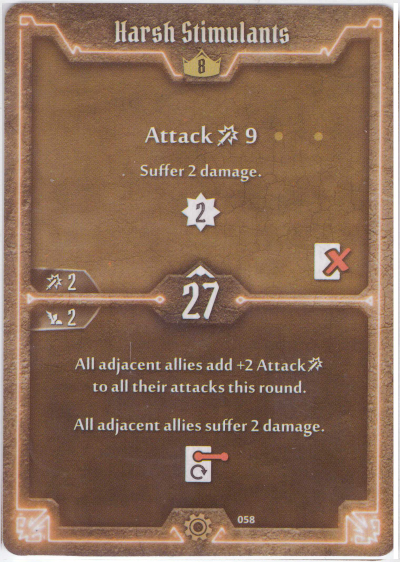 Harsh Stimulants
8
Attack 9
Suffer 2 damage.
2
2
27
2
All adjacent allies add +2 Attack
to all their attacks this round.
All adjacent allies suffer 2 damage.
058